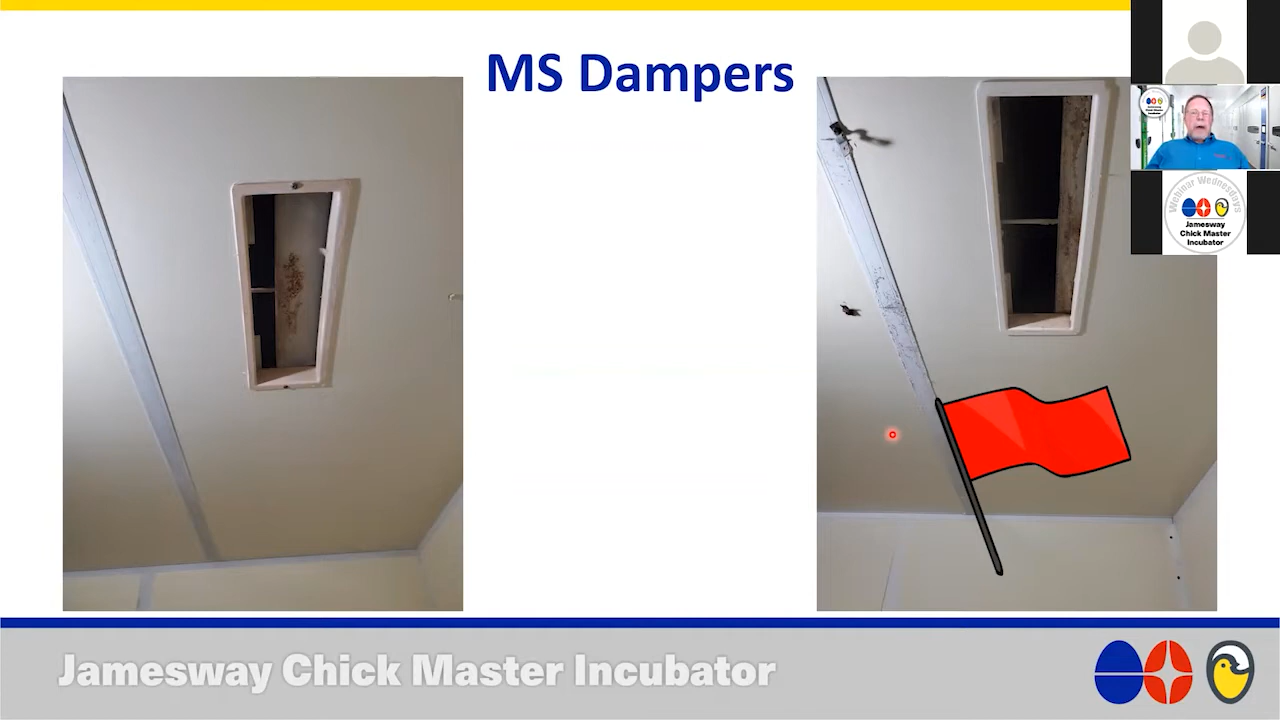 MS Dampers
Webinar Wednesdays
Jamesway
Chick Master
Incubator
Jamesway Chick Master Incubator